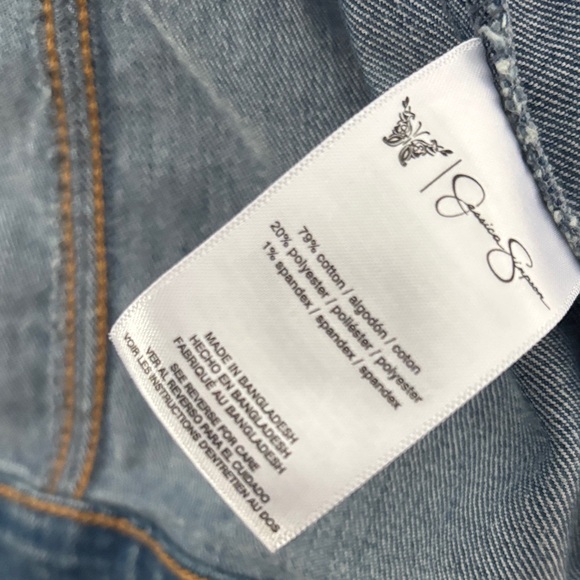 Jessica Simpson
79% cotton / algodón / coton
20% polyester / poliéster / polyester
1% spandex / spandex / spandex
MADE IN BANGLADESH
HECHO EN BANGLADESH
FABRIQUÉ AU BANGLADESH
SEE REVERSE FOR CARE
VER AL REVERSO PARA EL CUIDADO
VOIR LES INSTRUCTIONS D'ENTRETIEN AU DOS